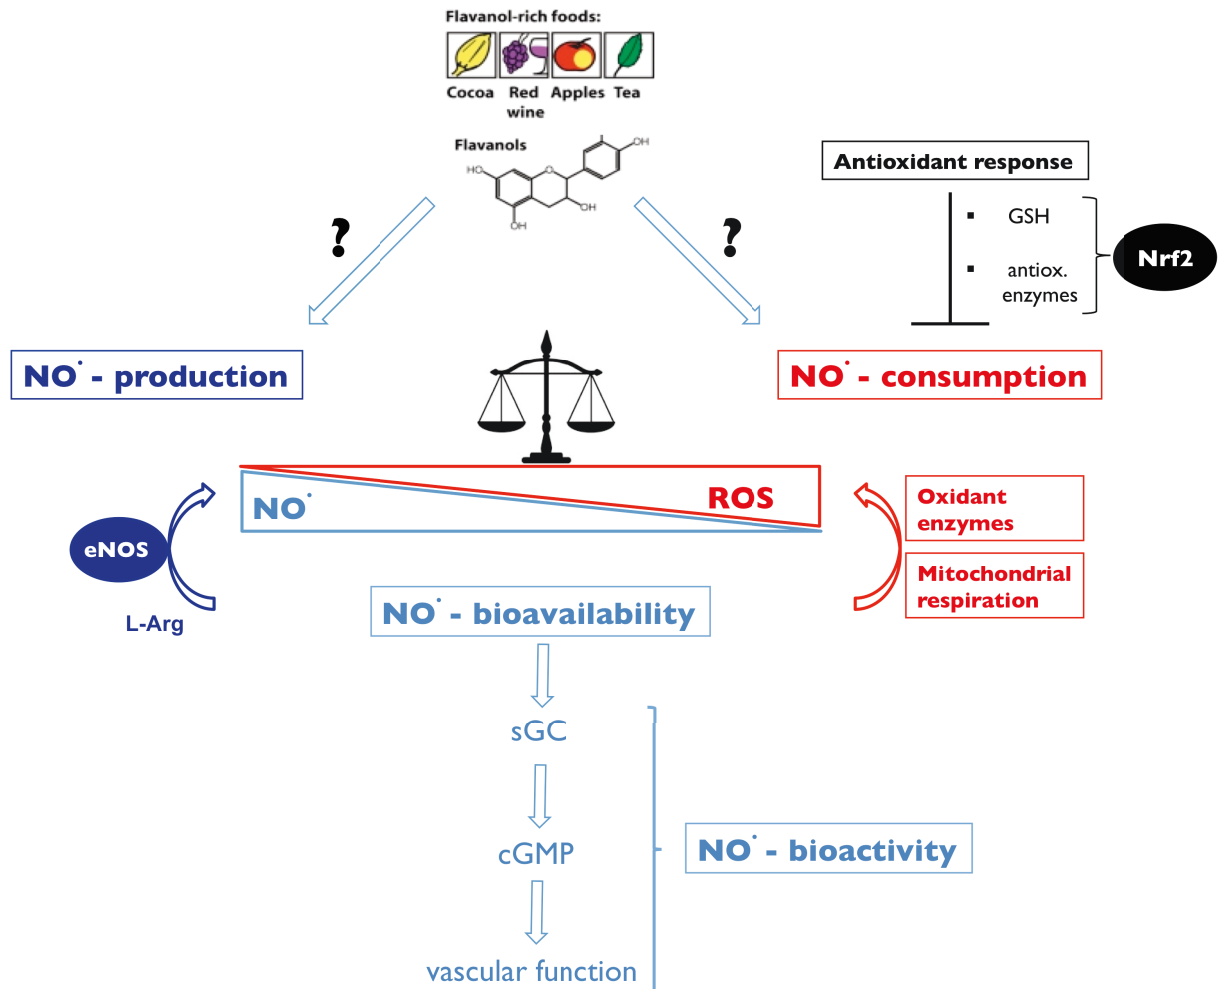 Flavanol-rich foods:
Cocoa Red Apples Tea
wine
Flavanols
HO
O
OH
OH
OH
Antioxidant response
▪ GSH
▪ antiox.
enzymes
Nrf2
? ?
NO˙ - production
NO˙ - consumption
NO˙
ROS
eNOS
L-Arg
Oxidant
enzymes
Mitochondrial
respiration
NO˙ - bioavailability
sGC
cGMP
NO˙ - bioactivity
vascular function